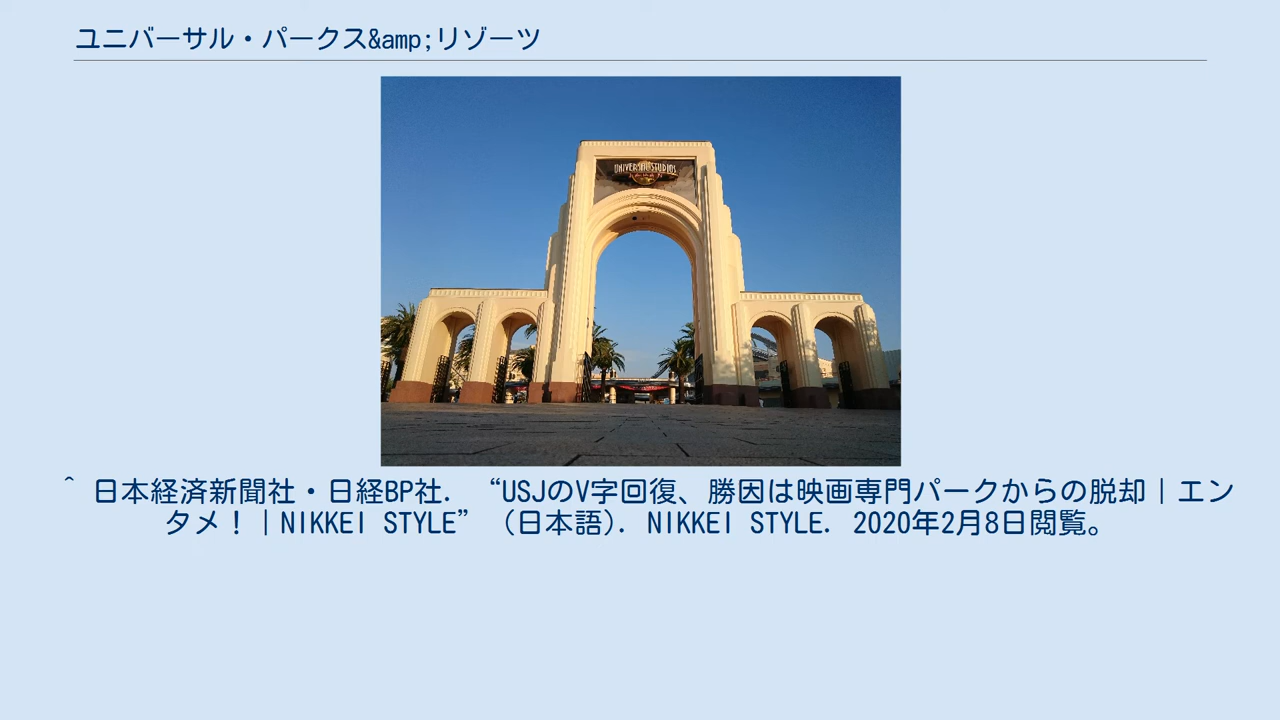 ユニバーサル・パークス&amp;リゾーツ
UNIVERSAL STUDIOS
^ 日本経済新聞社・日経BP社. “USJのV字回復、勝因は映画専門パークからの脱却｜エン
タメ！｜NIKKEI STYLE” (日本語). NIKKEI STYLE. 2020年2月8日閲覧。